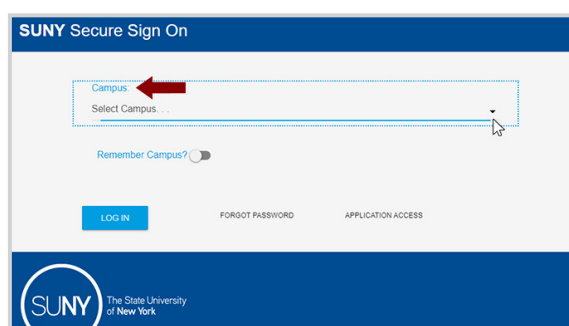 SUNY Secure Sign On
Campus:
Select Campus. . .
Remember Campus?
LOG IN
FORGOT PASSWORD
APPLICATION ACCESS
SUNY
The State University
of New York